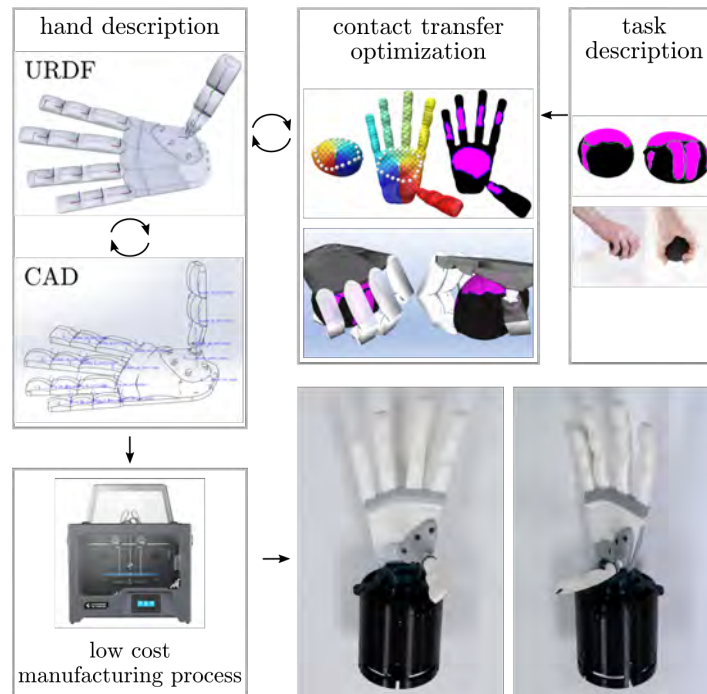 hand description
URDF
CAD
contact transfer
optimization
task
description
low cost
manufacturing process